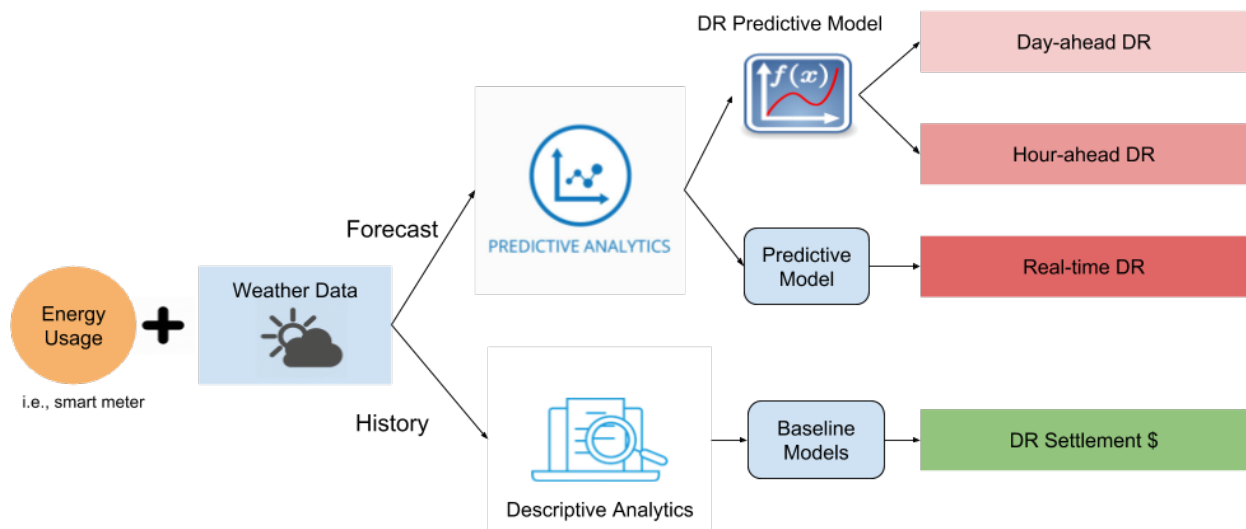 DR Predictive Model
f(x)
Day-ahead DR
Hour-ahead DR
PREDICTIVE ANALYTICS
Forecast
Predictive
Model
Real-time DR
Energy
Usage
i.e., smart meter
Weather Data
History
Descriptive Analytics
Baseline
Models
DR Settlement $